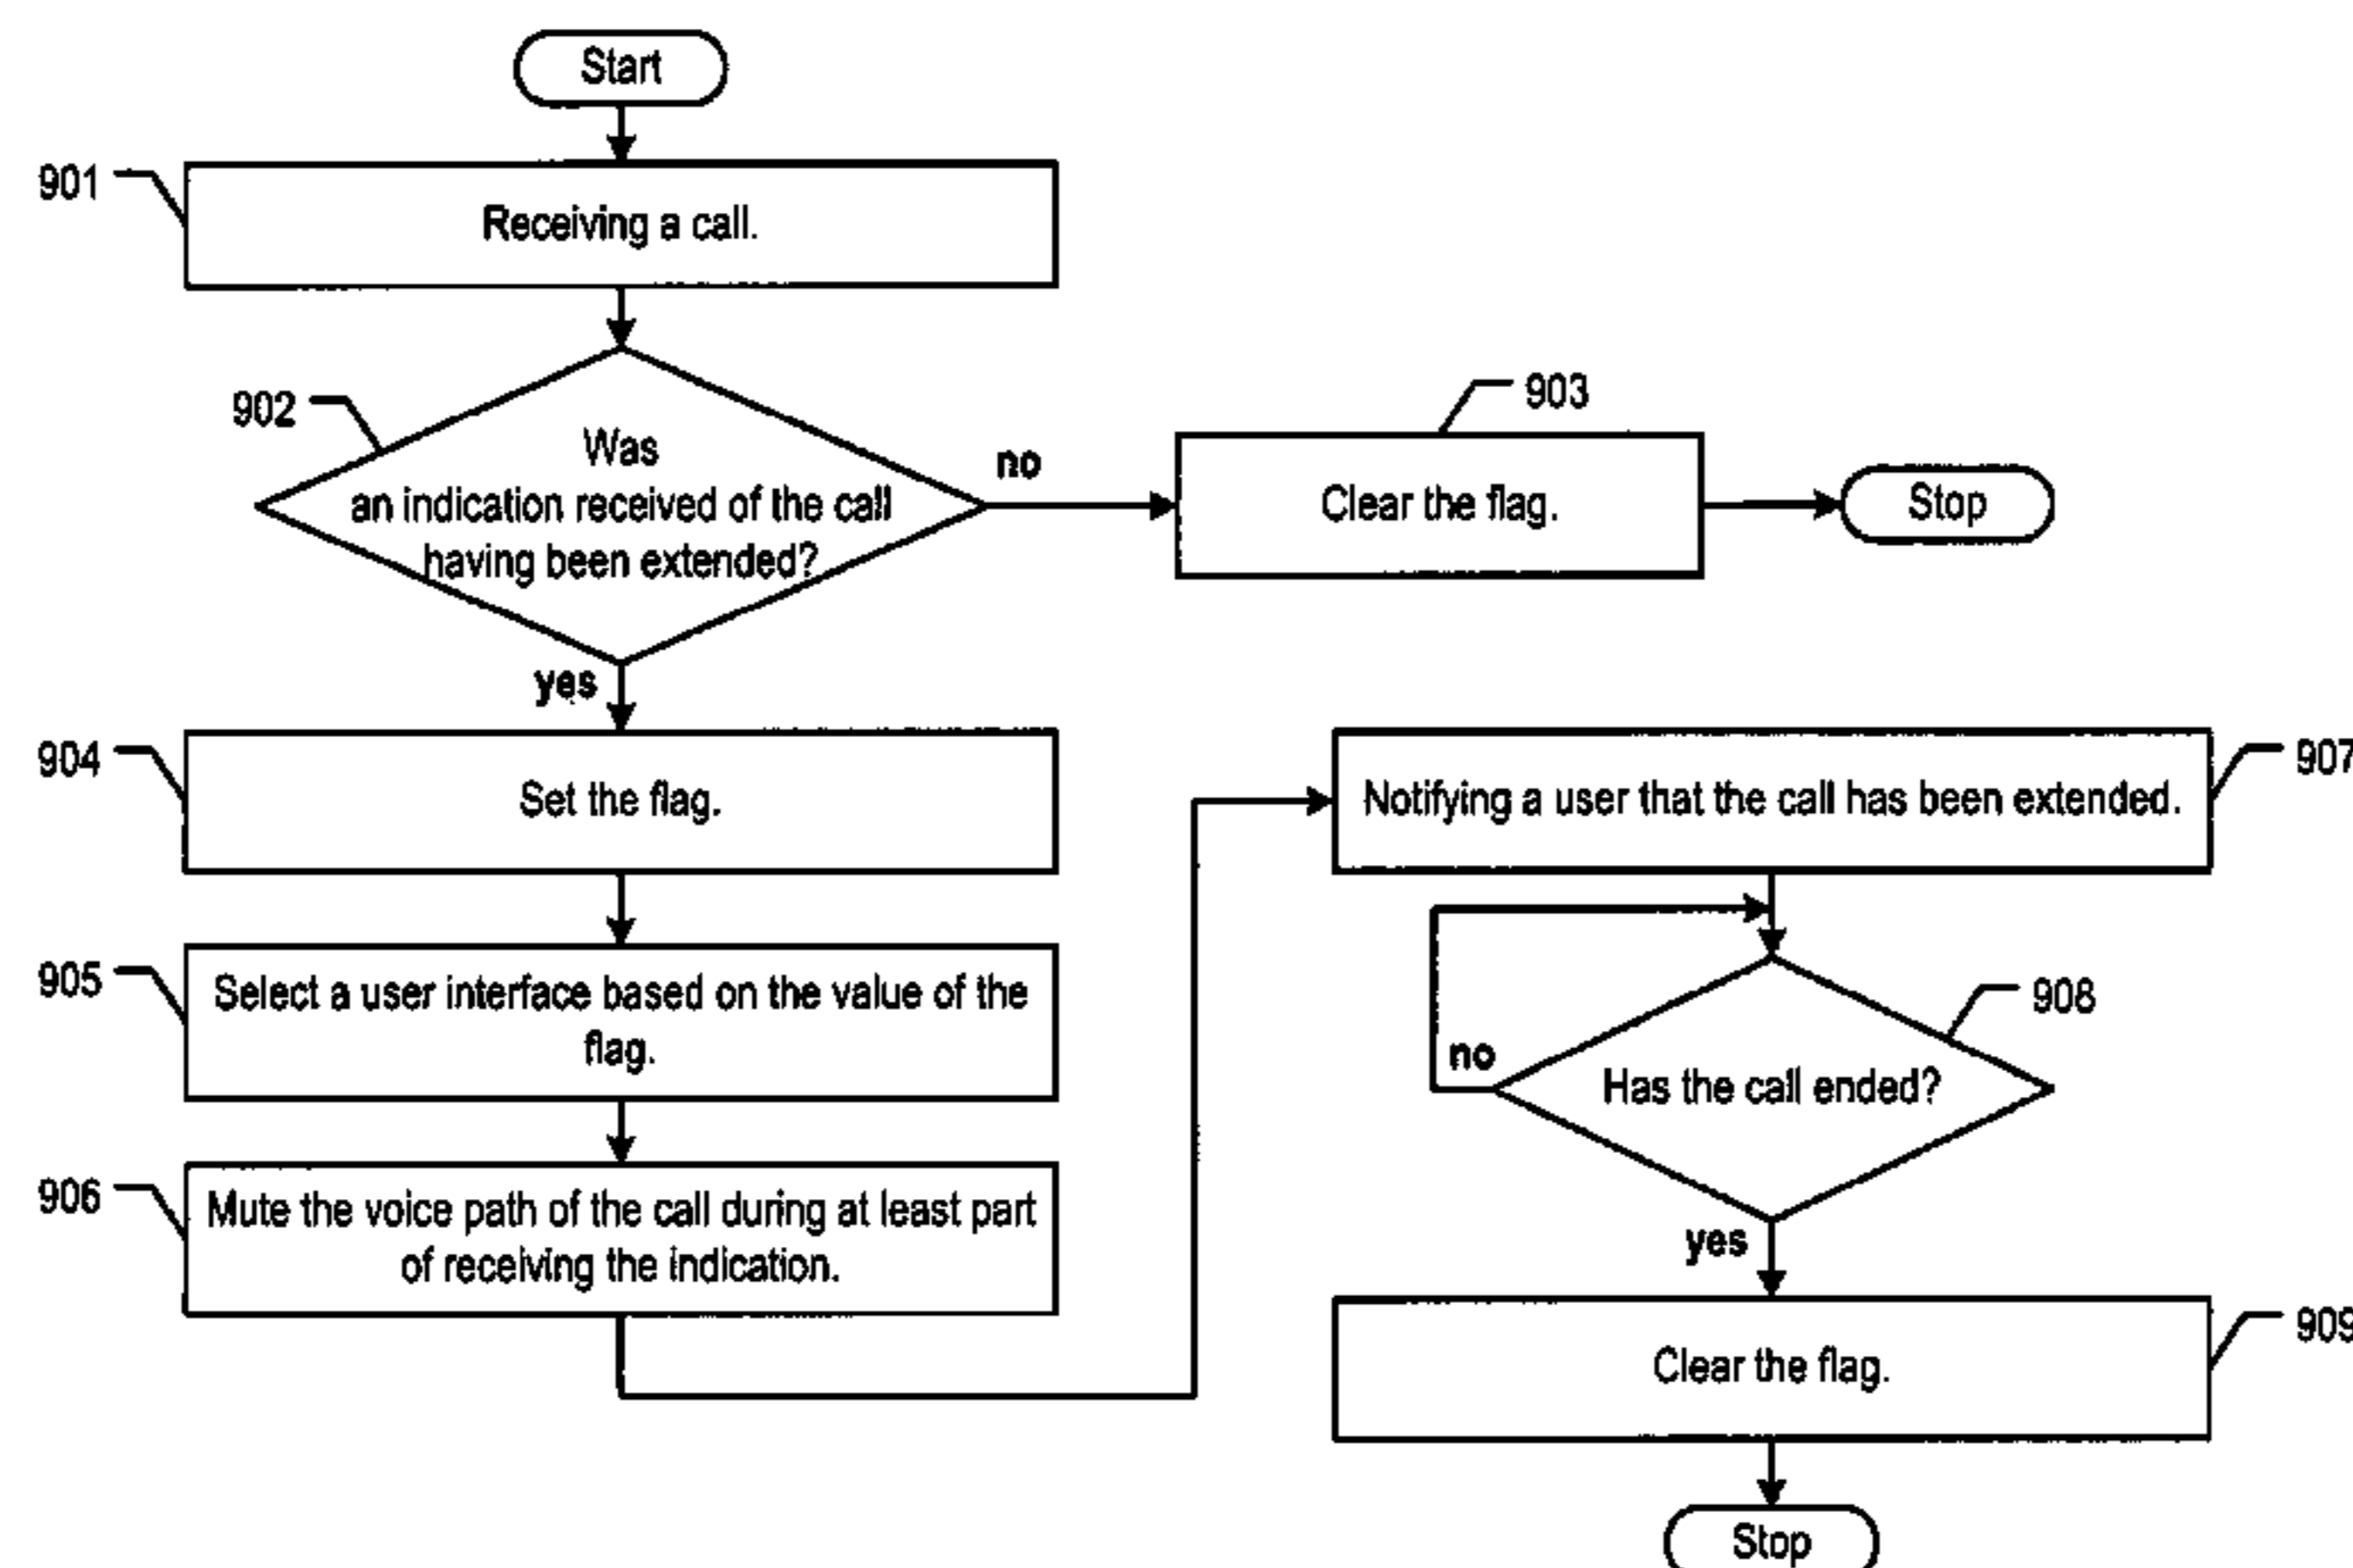 Start
901
Receiving a call.
902
Was
an indication received of the call
having been extended?
no
903
Clear the flag.
Stop
yes
904
Set the flag.
905
Select a user interface based on the value of the
flag.
906
Mute the voice path of the call during at least part
of receiving the indication.
907
Notifying a user that the call has been extended.
908
Has the call ended?
no
yes
909
Clear the flag.
Stop